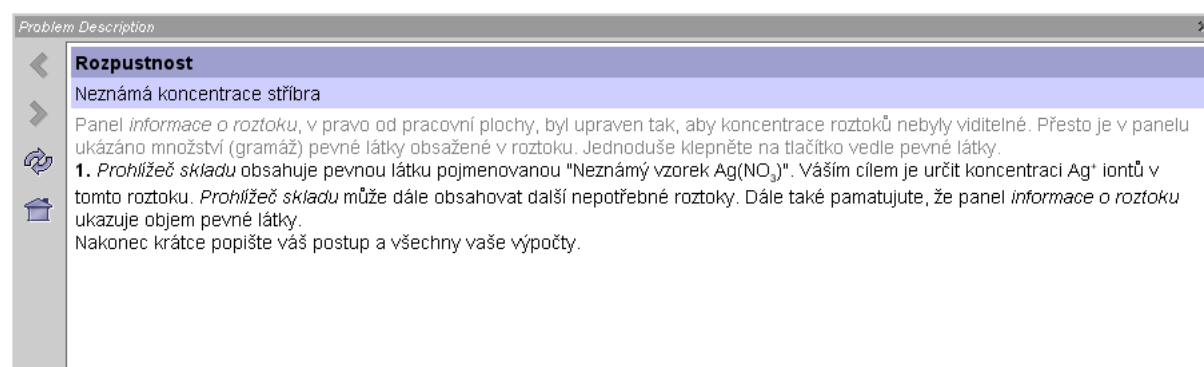 Problem Description
Rozpustnost
Neznámá koncentrace stříbra
Panel informace o roztoku, v pravo od pracovní plochy, byl upraven tak, aby koncentrace roztoků nebyly viditelné. Přesto je v panelu
ukázáno množství (gramáž) pevné látky obsažené v roztoku. Jednoduše klepněte na tlačítko vedle pevné látky.
1. Prohlížeč skladu obsahuje pevnou látku pojmenovanou "Neznámý vzorek Ag(NO₃)". Váším cílem je určit koncentraci Ag⁺ iontů v
tomto roztoku. Prohlížeč skladu může dále obsahovat další nepotřebné roztoky. Dále také pamatujute, že panel informace o roztoku
ukazuje objem pevné látky.
Nakonec krátce popište váš postup a všechny vaše výpočty.